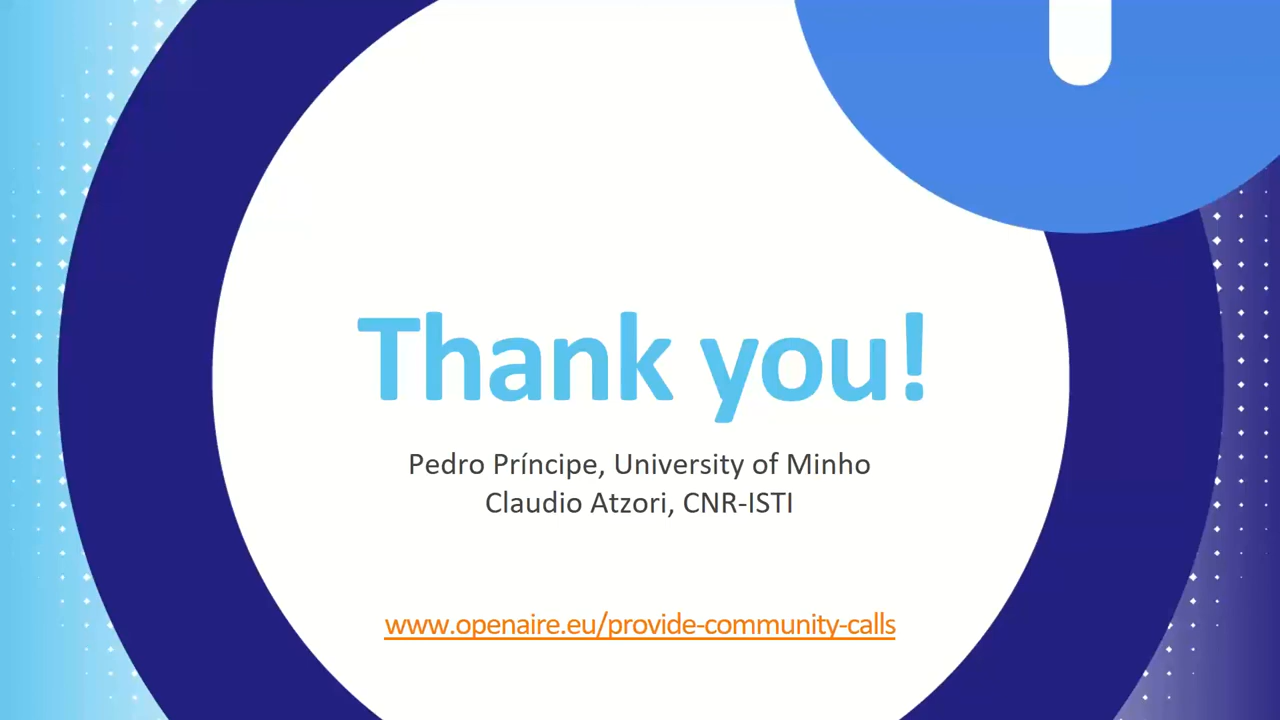 Thank you!
Pedro Príncipe, University of Minho
Claudio Atzori, CNR-ISTI
www.openaire.eu/provide-community-calls